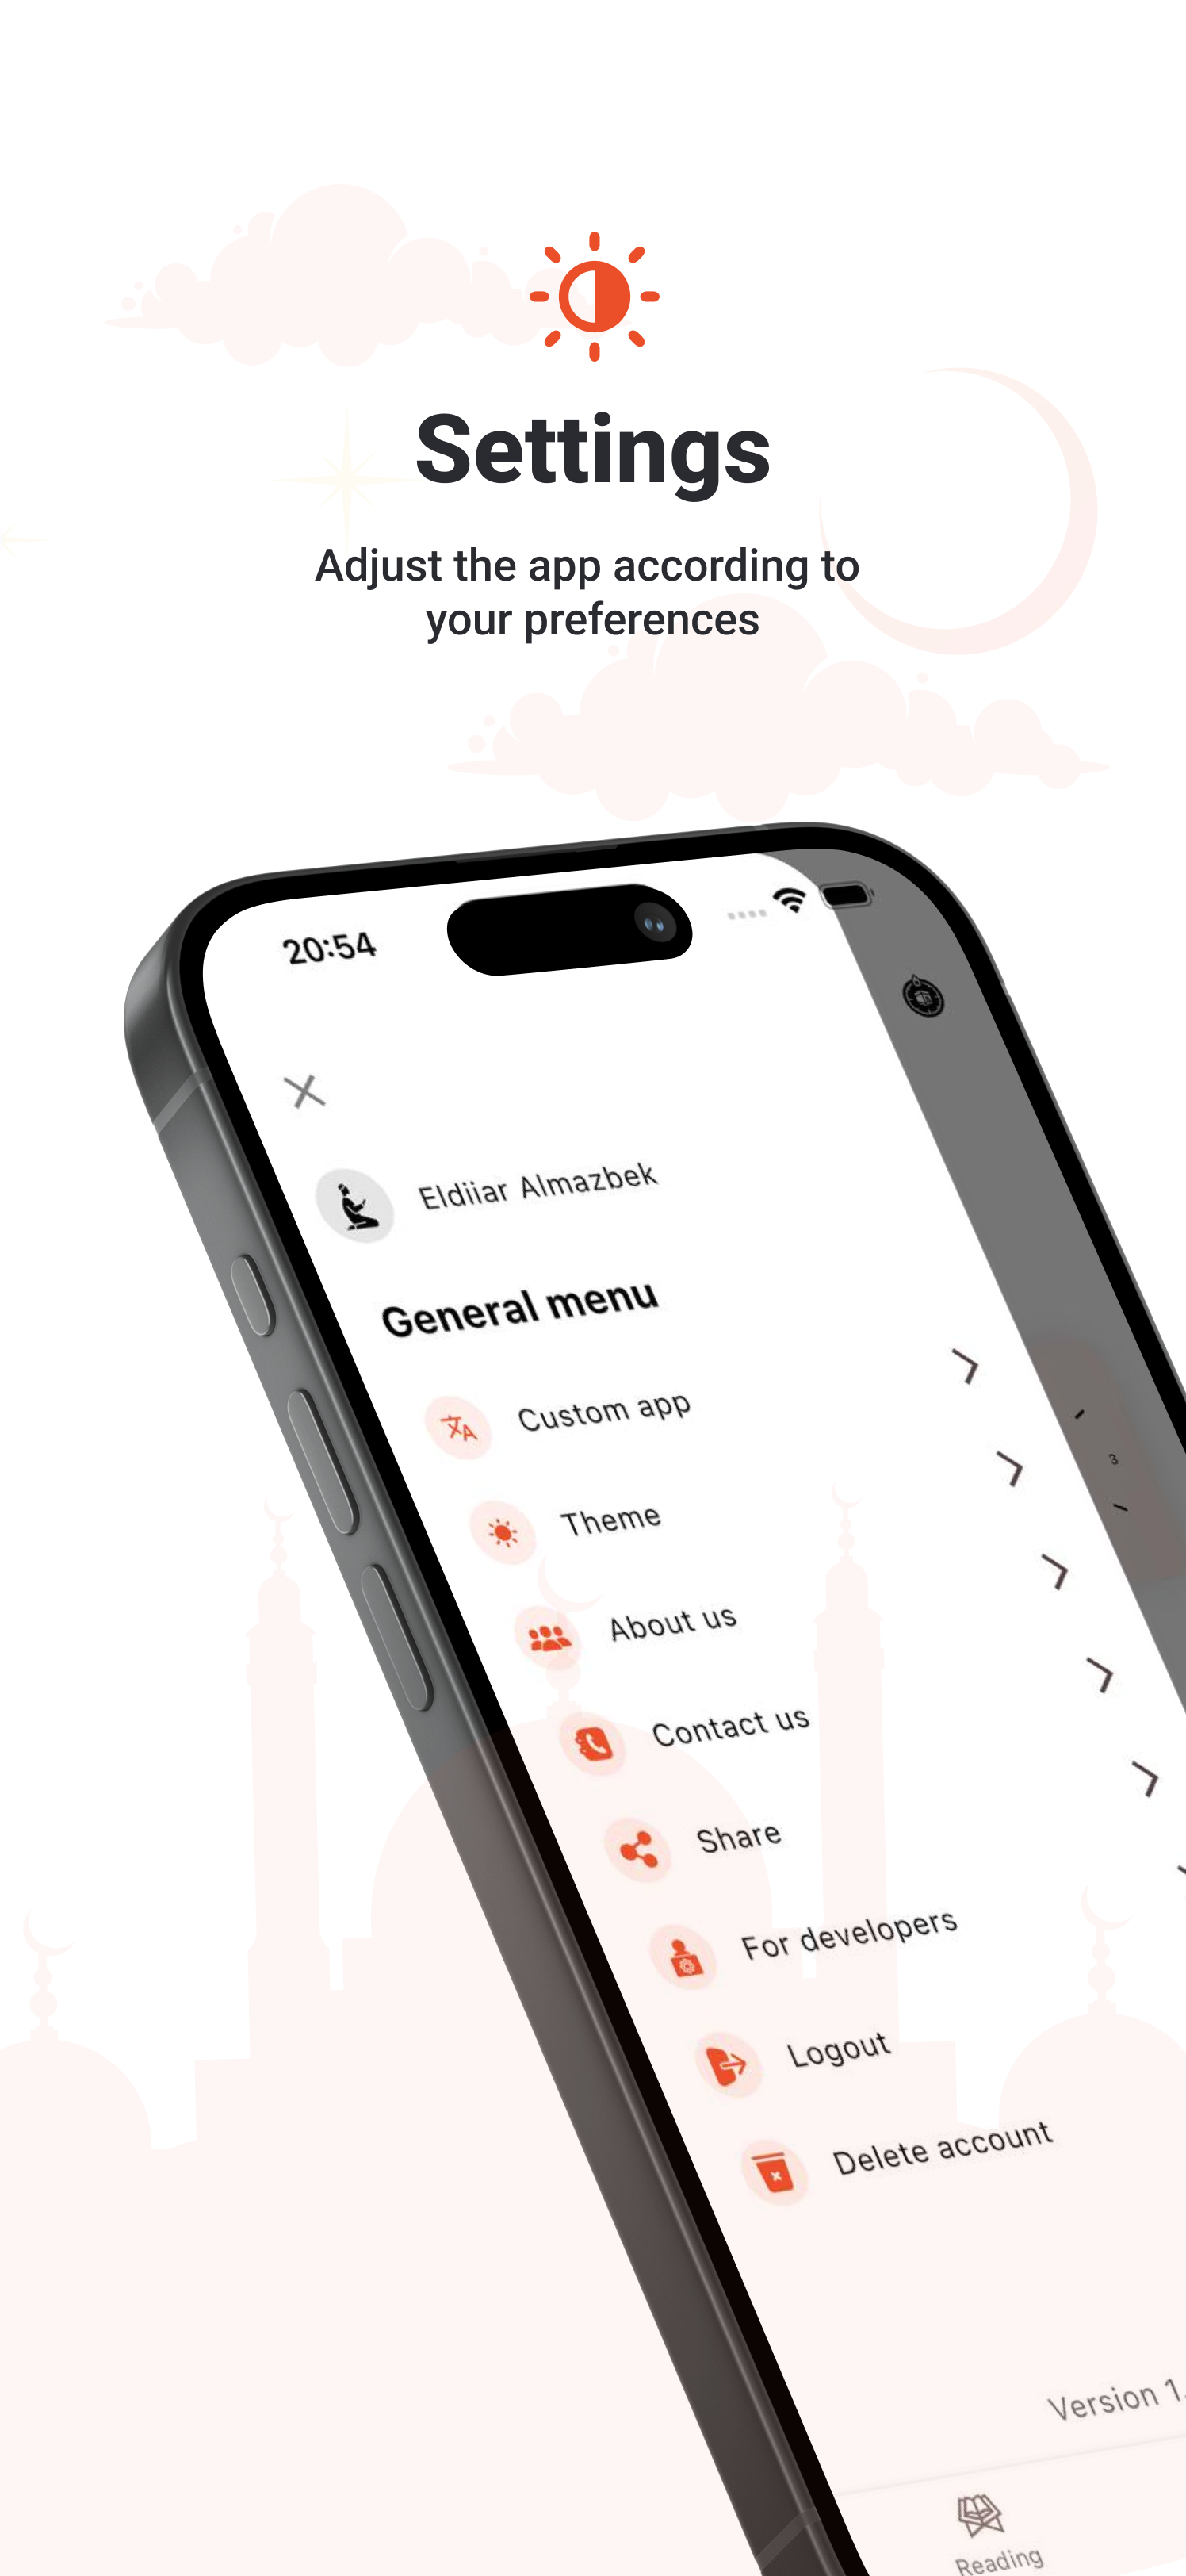 Settings
Adjust the app according to
your preferences
20:54
Eldiiar Almazbek
General menu
Custom app
Theme
About us
Contact us
Share
For developers
Logout
Delete account
3
Version 1.
Reading